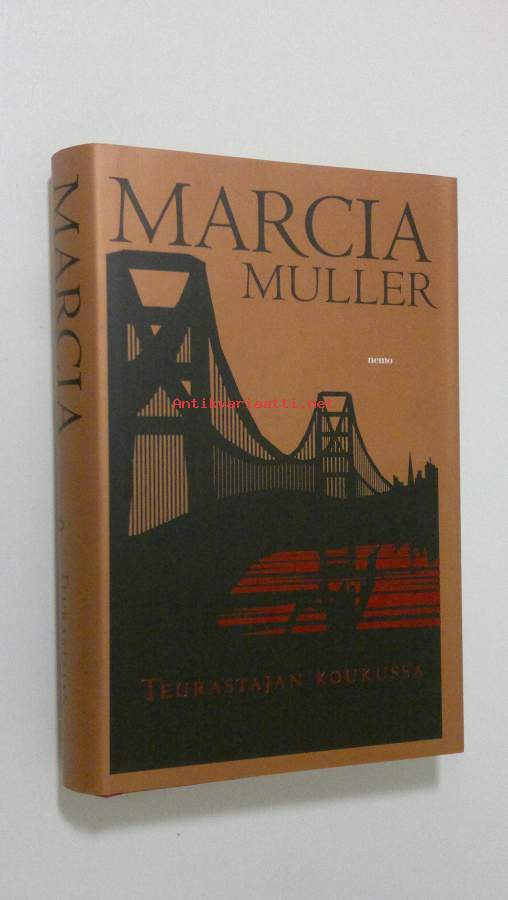 MARCIA
MULLER
nemo
Antikvariaatti.net
TEURASTAJAN KOUKUSSA
MARCIA